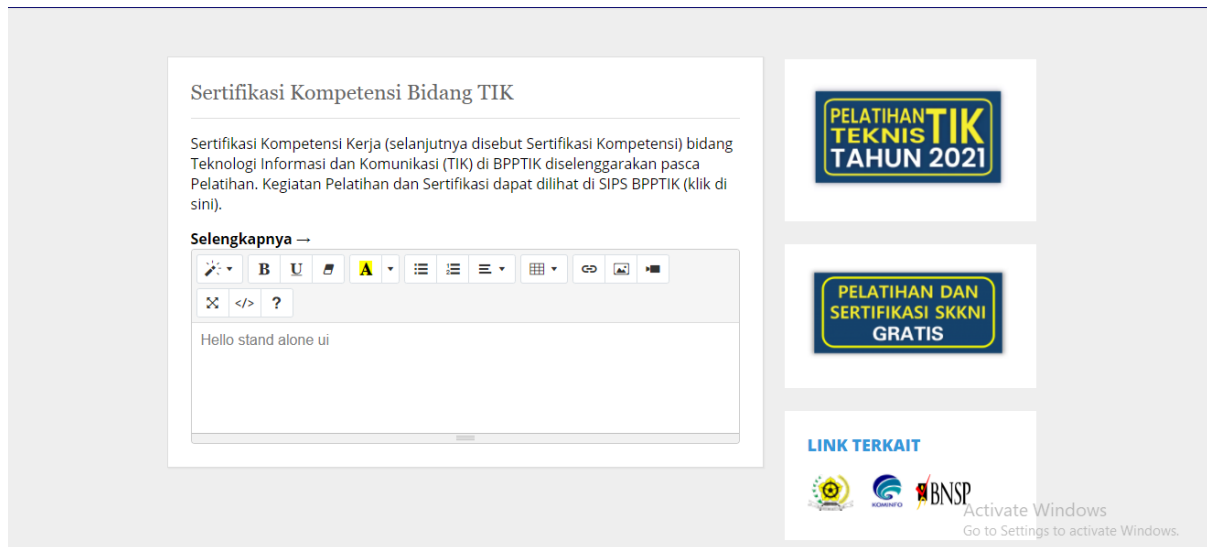 Sertifikasi Kompetensi Bidang TIK
Sertifikasi Kompetensi Kerja (selanjutnya disebut Sertifikasi Kompetensi) bidang
Teknologi Informasi dan Komunikasi (TIK) di BPPTIK diselenggarakan pasca
Pelatihan. Kegiatan Pelatihan dan Sertifikasi dapat dilihat di SIPS BPPTIK (klik di
sini).
Selengkapnya →
B U A
</> ?
Hello stand alone ui
PELATIHAN TIK
TEKNIS
TAHUN 2021
PELATIHAN DAN
SERTIFIKASI SKKNI
GRATIS
LINK TERKAIT
KOMINFO
BNSP
Activate Windows
Go to Settings to activate Windows.